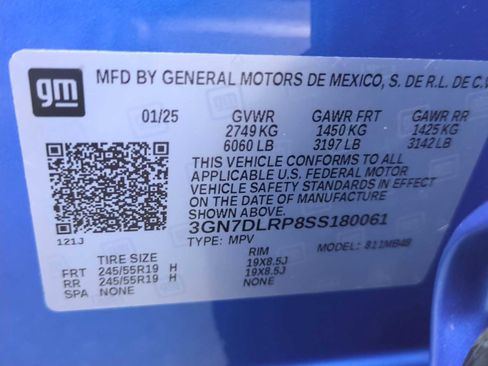 gm
MFD BY GENERAL MOTORS DE MEXICO, S. DE R.L. DE C.V
01/25 GVWR GAWR FRT GAWR RR
2749 KG 1450 KG 1425 KG
6060 LB 3197 LB 3142 LB
THIS VEHICLE CONFORMS TO ALL
APPLICABLE U.S. FEDERAL MOTOR
VEHICLE SAFETY STANDARDS IN EFFECT
ON THE DATE OF MANUFACTURE
SHOWN ABOVE.
3GN7DLRP8SS180061
121J TYPE: MPV MODEL: 811MB48
TIRE SIZE RIM
FRT 245/55R19 H 19X8.5J
RR 245/55R19 H 19X8.5J
SPA NONE NONE